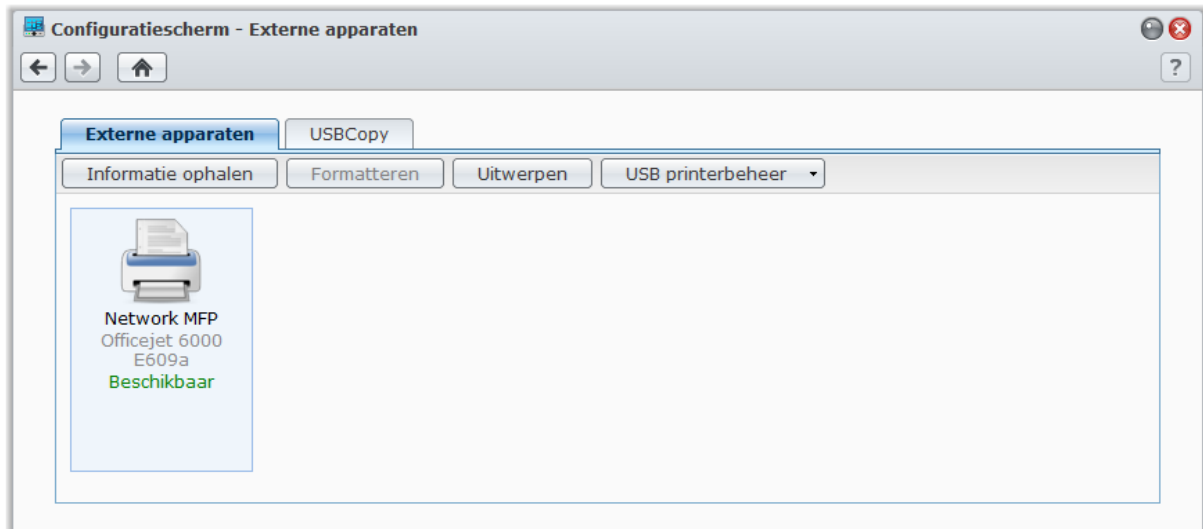 Configuratiescherm - Externe apparaten
?
Externe apparaten
USBCopy
Informatie ophalen
Formatteren
Uitwerpen
USB printerbeheer
Network MFP
Officejet 6000
E609a
Beschikbaar